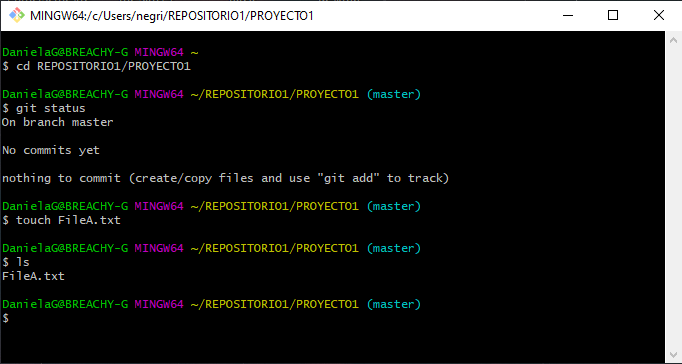 MINGW64:/c/Users/negri/REPOSITORIO1/PROYECTO1
DanielaG@BREACHY-G MINGW64 ~
$ cd REPOSITORIO1/PROYECTO1
DanielaG@BREACHY-G MINGW64 ~/REPOSITORIO1/PROYECTO1 (master)
$ git status
On branch master
No commits yet
nothing to commit (create/copy files and use "git add" to track)
DanielaG@BREACHY-G MINGW64 ~/REPOSITORIO1/PROYECTO1 (master)
$ touch FileA.txt
DanielaG@BREACHY-G MINGW64 ~/REPOSITORIO1/PROYECTO1 (master)
$ ls
FileA.txt
DanielaG@BREACHY-G MINGW64 ~/REPOSITORIO1/PROYECTO1 (master)
$